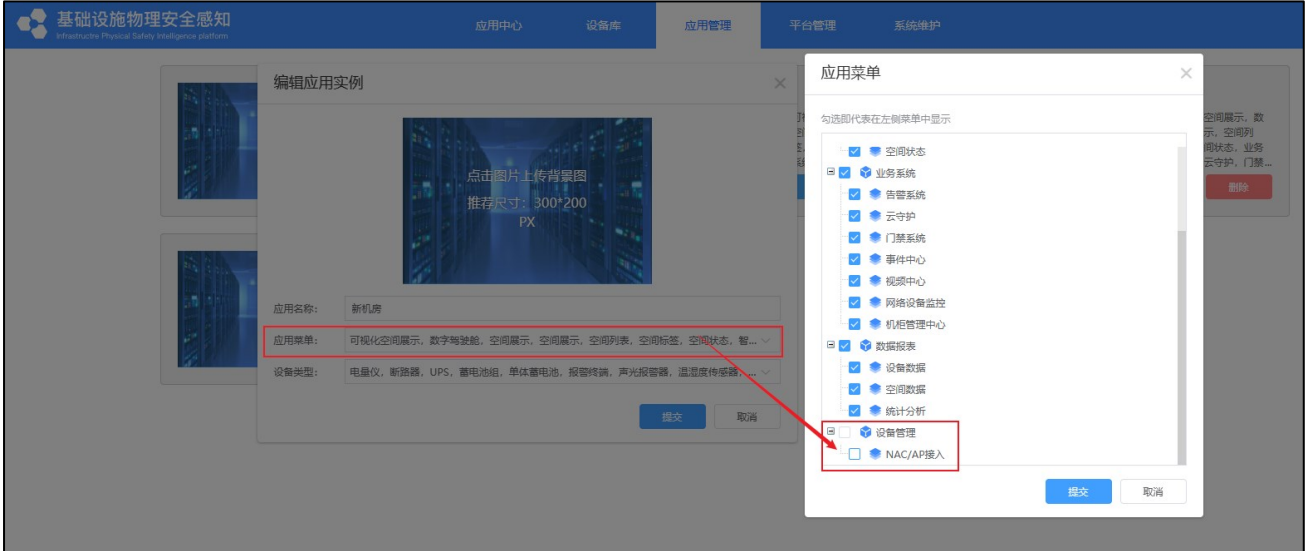 基础设施物理安全感知
Infrastructre Physical Safety Intelligence platform
应用中心
设备库
应用管理
平台管理
系统维护
编辑应用实例
点击图片上传背景图
推荐尺寸：300*200
PX
应用名称：
新机房
应用菜单：
可视化空间展示，数字驾驶舱，空间展示，空间展示，空间列表，空间标签，空间状态，智...
设备类型：
电量仪，断路器，UPS，蓄电池组，单体蓄电池，报警终端，声光报警器，温湿度传感器，...
提交
取消
应用菜单
勾选即代表在左侧菜单中显示
空间状态
业务系统
告警系统
云守护
门禁系统
事件中心
视频中心
网络设备监控
机柜管理中心
数据报表
设备数据
空间数据
统计分析
设备管理
NAC/AP接入
提交
取消
空间展示，数
示，空间列
间状态，业务
云守护，门禁...
删除